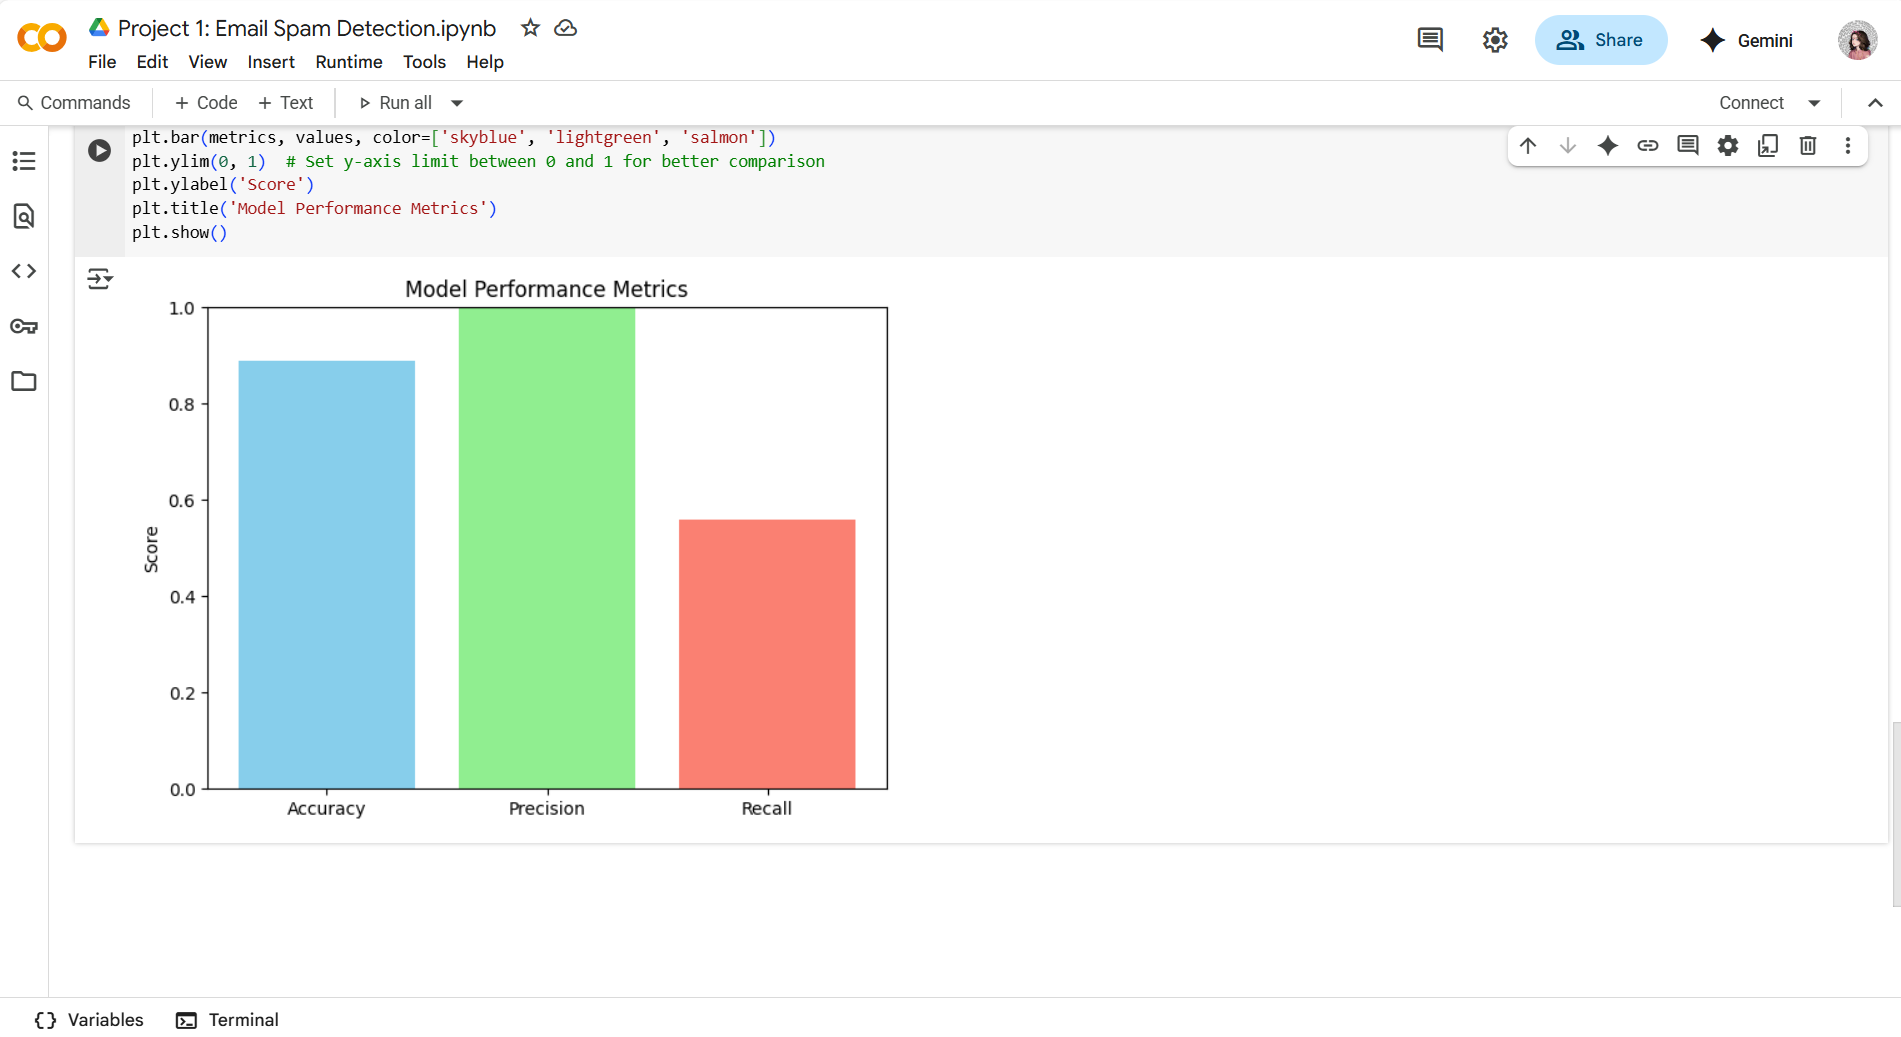 Project 1: Email Spam Detection.ipynb
File Edit View Insert Runtime Tools Help
Share
Gemini
Commands + Code + Text Run all
Connect
plt.bar(metrics, values, color=['skyblue', 'lightgreen', 'salmon'])
plt.ylim(0, 1)  # Set y-axis limit between 0 and 1 for better comparison
plt.ylabel('Score')
plt.title('Model Performance Metrics')
plt.show()
Model Performance Metrics
1.0
0.8
0.6
0.4
0.2
0.0
Score
Accuracy Precision Recall
Variables Terminal